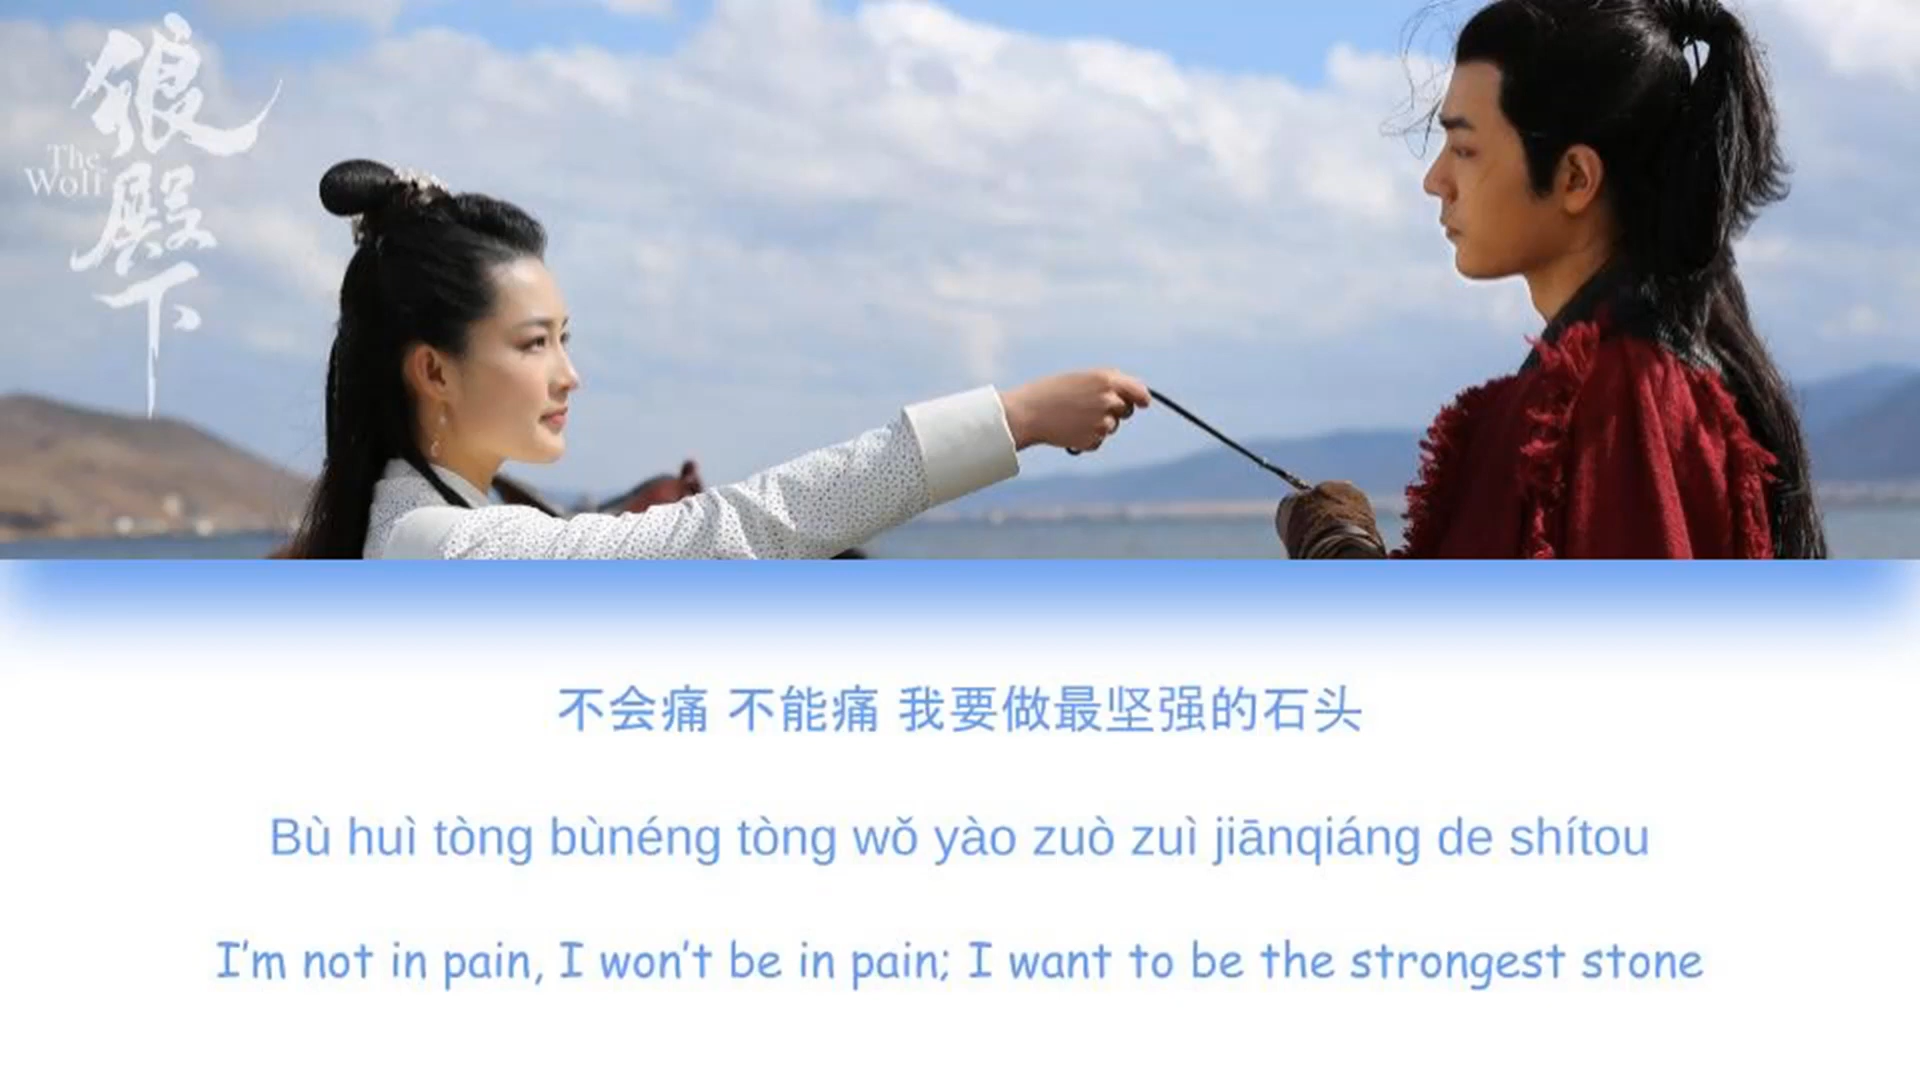 狼殿下
The
Wolf
不会痛 不能痛 我要做最坚强的石头
Bù huì tòng bùnéng tòng wǒ yào zuò zuì jiānqiáng de shítou
I'm not in pain, I won't be in pain; I want to be the strongest stone